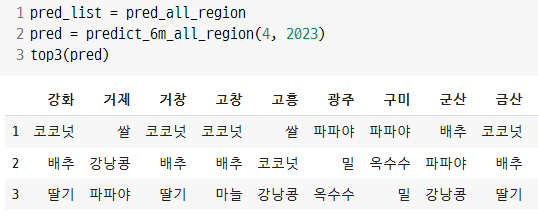 1 pred_list = pred_all_region
2 pred = predict_6m_all_region(4, 2023)
3 top3(pred)
강화 거제 거창 고창 고흥 광주 구미 군산 금산
1 코코넛 쌀 코코넛 코코넛 쌀 파파야 파파야 배추 코코넛
2 배추 강낭콩 배추 배추 코코넛 밀 옥수수 파파야 배추
3 딸기 파파야 딸기 마늘 강낭콩 옥수수 밀 강낭콩 딸기